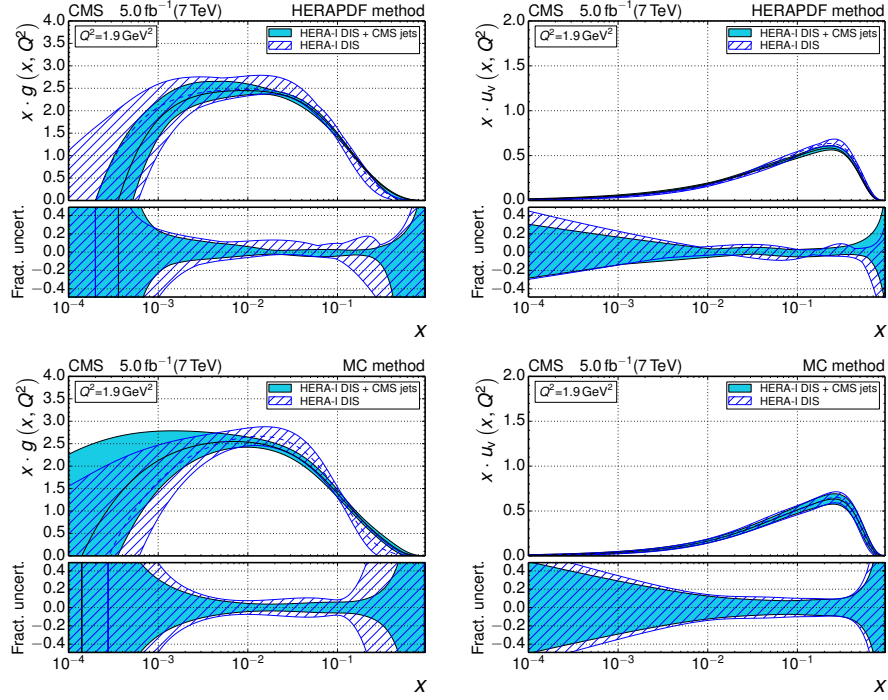 CMS 5.0 fb⁻¹(7 TeV) HERAPDF method
Q²=1.9 GeV²
HERA-I DIS + CMS jets
HERA-I DIS
x · g (x, Q²)
4.0
3.5
3.0
2.5
2.0
1.5
1.0
0.5
0.0
Fract. uncert.
0.4
0.2
0.0
−0.2
−0.4
10⁻⁴ 10⁻³ 10⁻² 10⁻¹
x
CMS 5.0 fb⁻¹(7 TeV) HERAPDF method
Q²=1.9 GeV²
HERA-I DIS + CMS jets
HERA-I DIS
x · uᵥ (x, Q²)
2.0
1.5
1.0
0.5
0.0
Fract. uncert.
0.4
0.2
0.0
−0.2
−0.4
10⁻⁴ 10⁻³ 10⁻² 10⁻¹
x
CMS 5.0 fb⁻¹(7 TeV) MC method
Q²=1.9 GeV²
HERA-I DIS + CMS jets
HERA-I DIS
x · g (x, Q²)
4.0
3.5
3.0
2.5
2.0
1.5
1.0
0.5
0.0
Fract. uncert.
0.4
0.2
0.0
−0.2
−0.4
10⁻⁴ 10⁻³ 10⁻² 10⁻¹
x
CMS 5.0 fb⁻¹(7 TeV) MC method
Q²=1.9 GeV²
HERA-I DIS + CMS jets
HERA-I DIS
x · uᵥ (x, Q²)
2.0
1.5
1.0
0.5
0.0
Fract. uncert.
0.4
0.2
0.0
−0.2
−0.4
10⁻⁴ 10⁻³ 10⁻² 10⁻¹
x